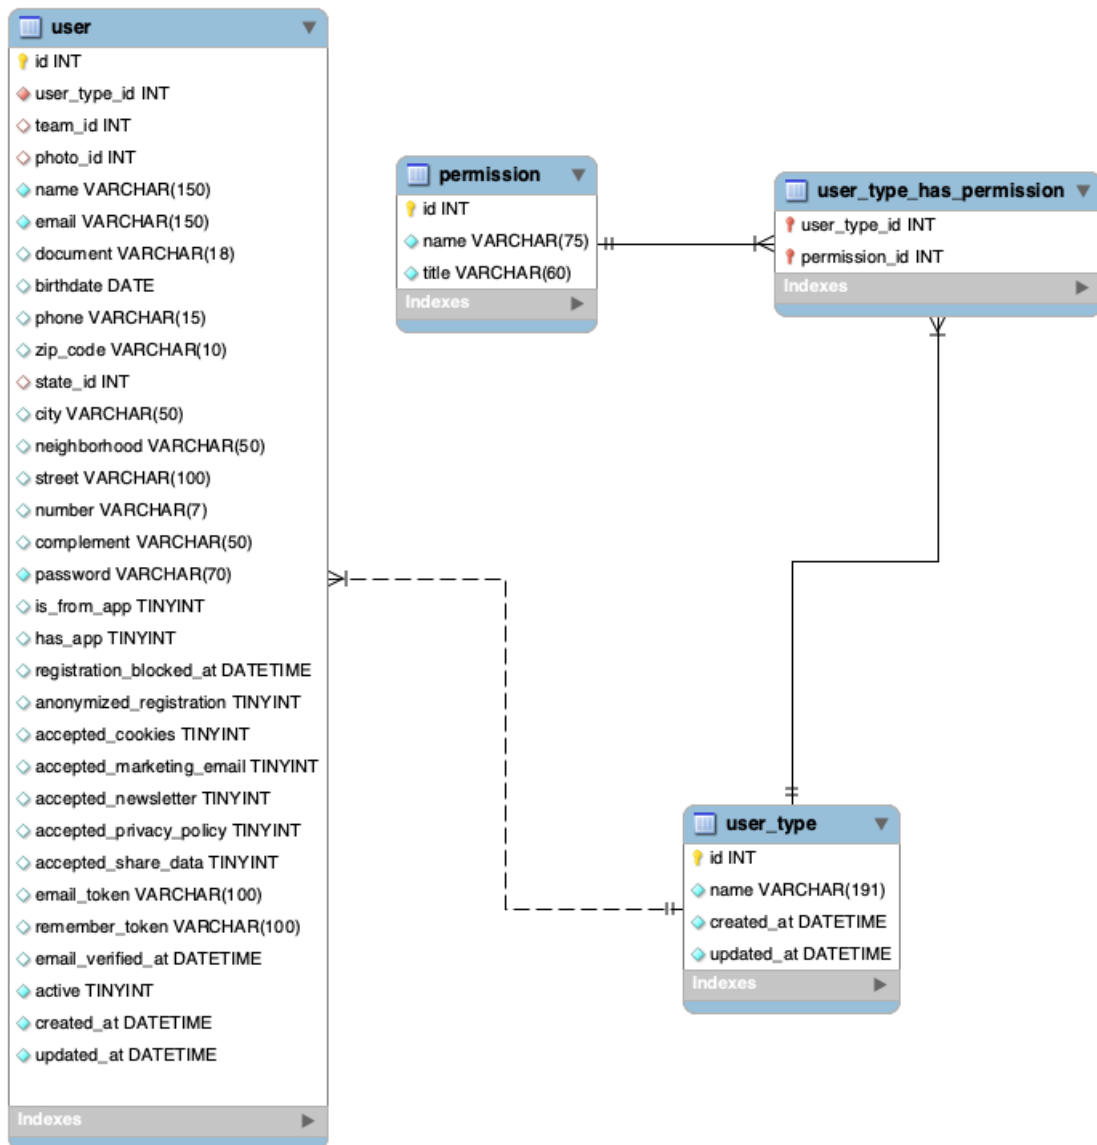 user
id INT
user_type_id INT
team_id INT
photo_id INT
name VARCHAR(150)
email VARCHAR(150)
document VARCHAR(18)
birthdate DATE
phone VARCHAR(15)
zip_code VARCHAR(10)
state_id INT
city VARCHAR(50)
neighborhood VARCHAR(50)
street VARCHAR(100)
number VARCHAR(7)
complement VARCHAR(50)
password VARCHAR(70)
is_from_app TINYINT
has_app TINYINT
registration_blocked_at DATETIME
anonymized_registration TINYINT
accepted_cookies TINYINT
accepted_marketing_email TINYINT
accepted_newsletter TINYINT
accepted_privacy_policy TINYINT
accepted_share_data TINYINT
email_token VARCHAR(100)
remember_token VARCHAR(100)
email_verified_at DATETIME
active TINYINT
created_at DATETIME
updated_at DATETIME
Indexes
permission
id INT
name VARCHAR(75)
title VARCHAR(60)
Indexes
user_type_has_permission
user_type_id INT
permission_id INT
Indexes
user_type
id INT
name VARCHAR(191)
created_at DATETIME
updated_at DATETIME
Indexes